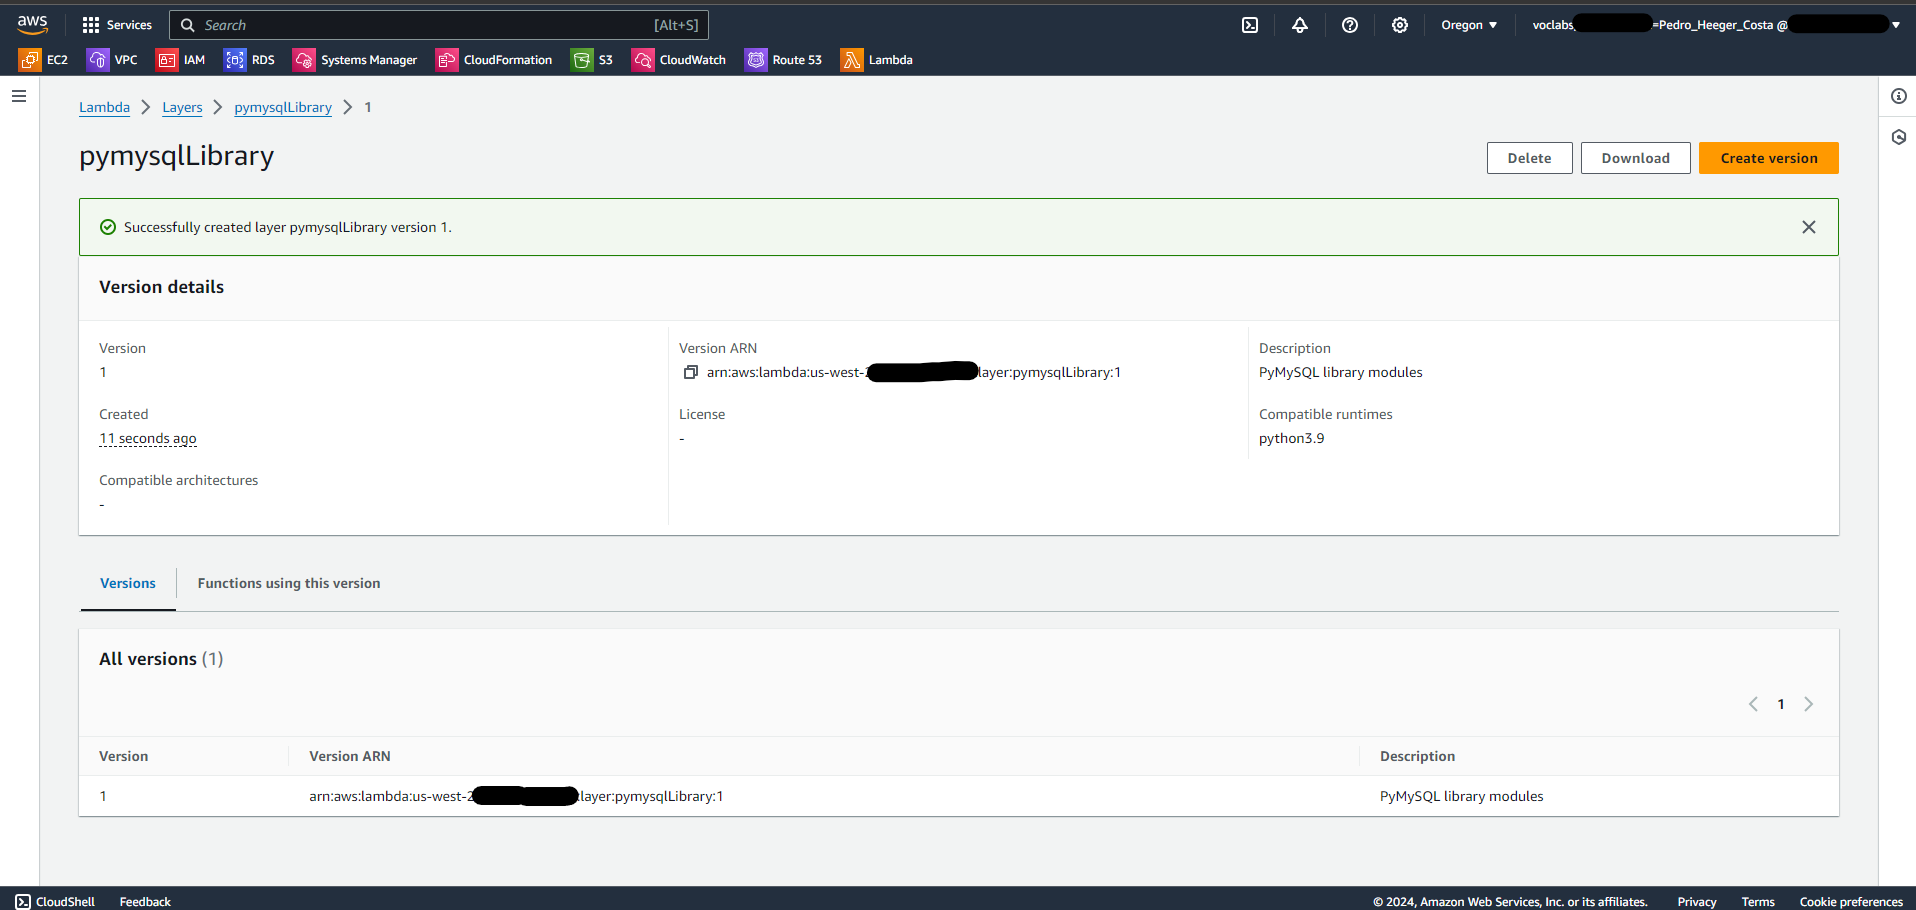 aws Services Search [Alt+S] Oregon voclabs =Pedro_Heeger_Costa @
EC2 VPC IAM RDS Systems Manager CloudFormation S3 CloudWatch Route 53 Lambda
Lambda Layers pymysqlLibrary 1
pymysqlLibrary
Delete Download Create version
Successfully created layer pymysqlLibrary version 1.
Version details
Version Version ARN Description
1 arn:aws:lambda:us-west- layer:pymysqlLibrary:1 PyMySQL library modules
Created License Compatible runtimes
11 seconds ago - python3.9
Compatible architectures
-
Versions Functions using this version
All versions (1)
1
Version Version ARN Description
1 arn:aws:lambda:us-west-2 layer:pymysqlLibrary:1 PyMySQL library modules
CloudShell Feedback © 2024, Amazon Web Services, Inc. or its affiliates. Privacy Terms Cookie preferences